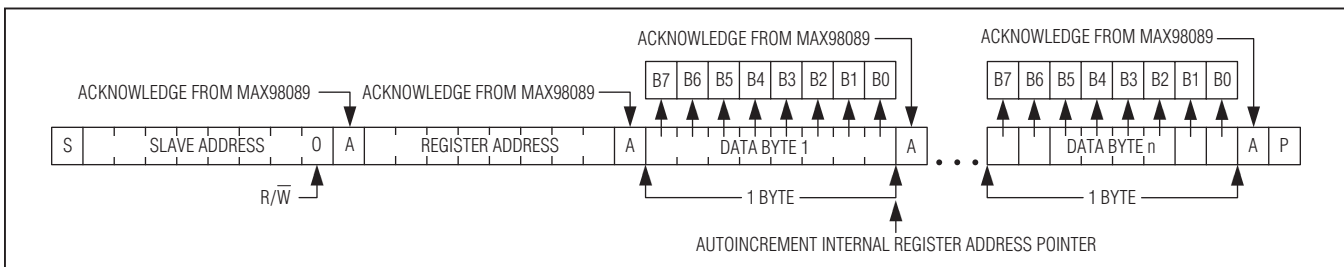 ACKNOWLEDGE FROM MAX98089 ACKNOWLEDGE FROM MAX98089
B7 B6 B5 B4 B3 B2 B1 B0 B7 B6 B5 B4 B3 B2 B1 B0
ACKNOWLEDGE FROM MAX98089 ACKNOWLEDGE FROM MAX98089
S SLAVE ADDRESS 0 A REGISTER ADDRESS A DATA BYTE 1 A DATA BYTE n A P
R/W̅ 1 BYTE 1 BYTE
AUTOINCREMENT INTERNAL REGISTER ADDRESS POINTER